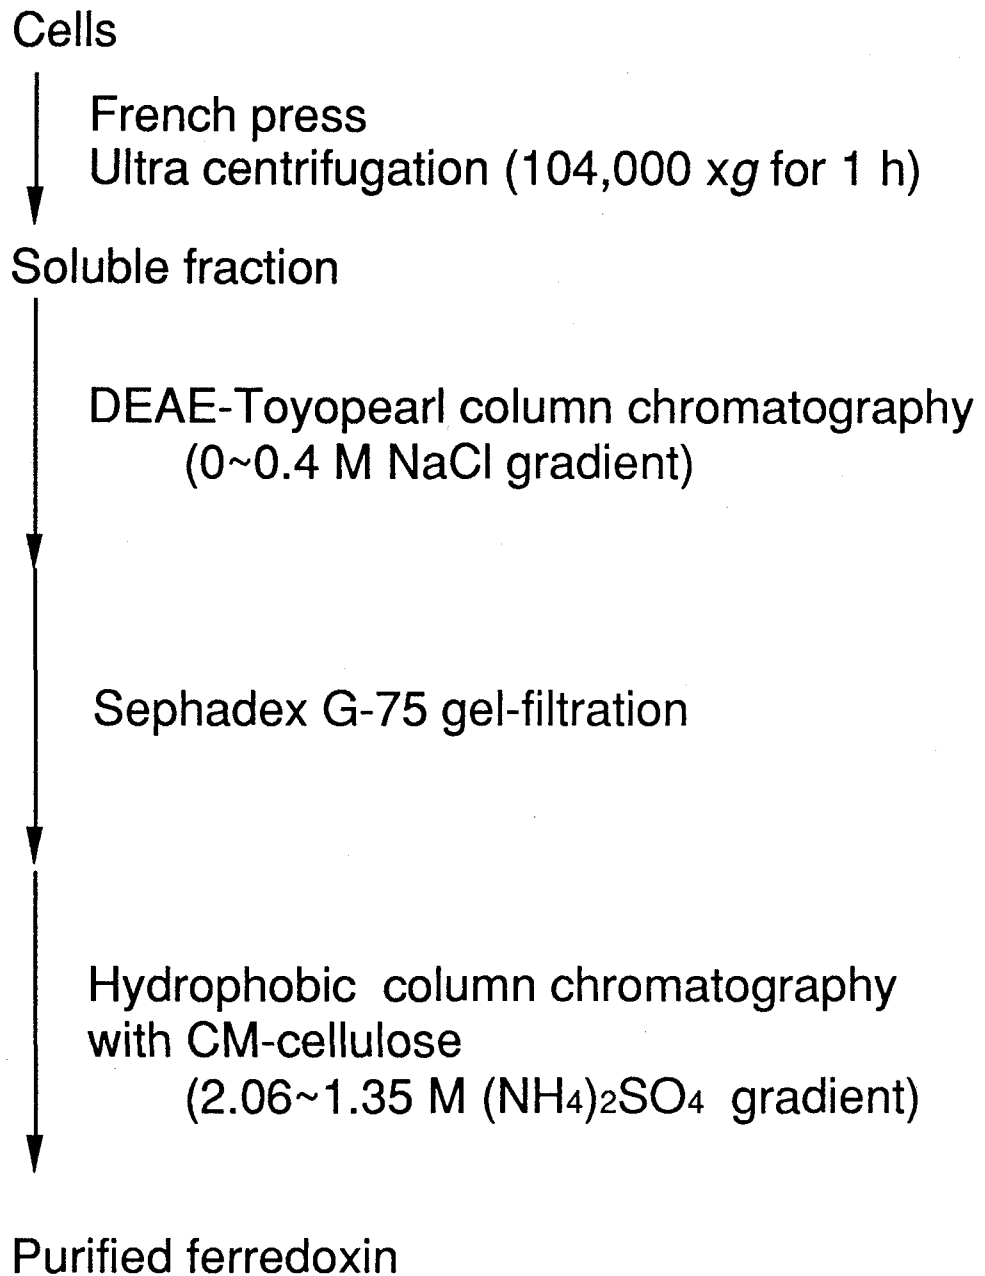 Cells
French press
Ultra centrifugation (104,000 xg for 1 h)
Soluble fraction
DEAE-Toyopearl column chromatography
(0~0.4 M NaCl gradient)
Sephadex G-75 gel-filtration
Hydrophobic column chromatography
with CM-cellulose
(2.06~1.35 M (NH4)2SO4 gradient)
Purified ferredoxin